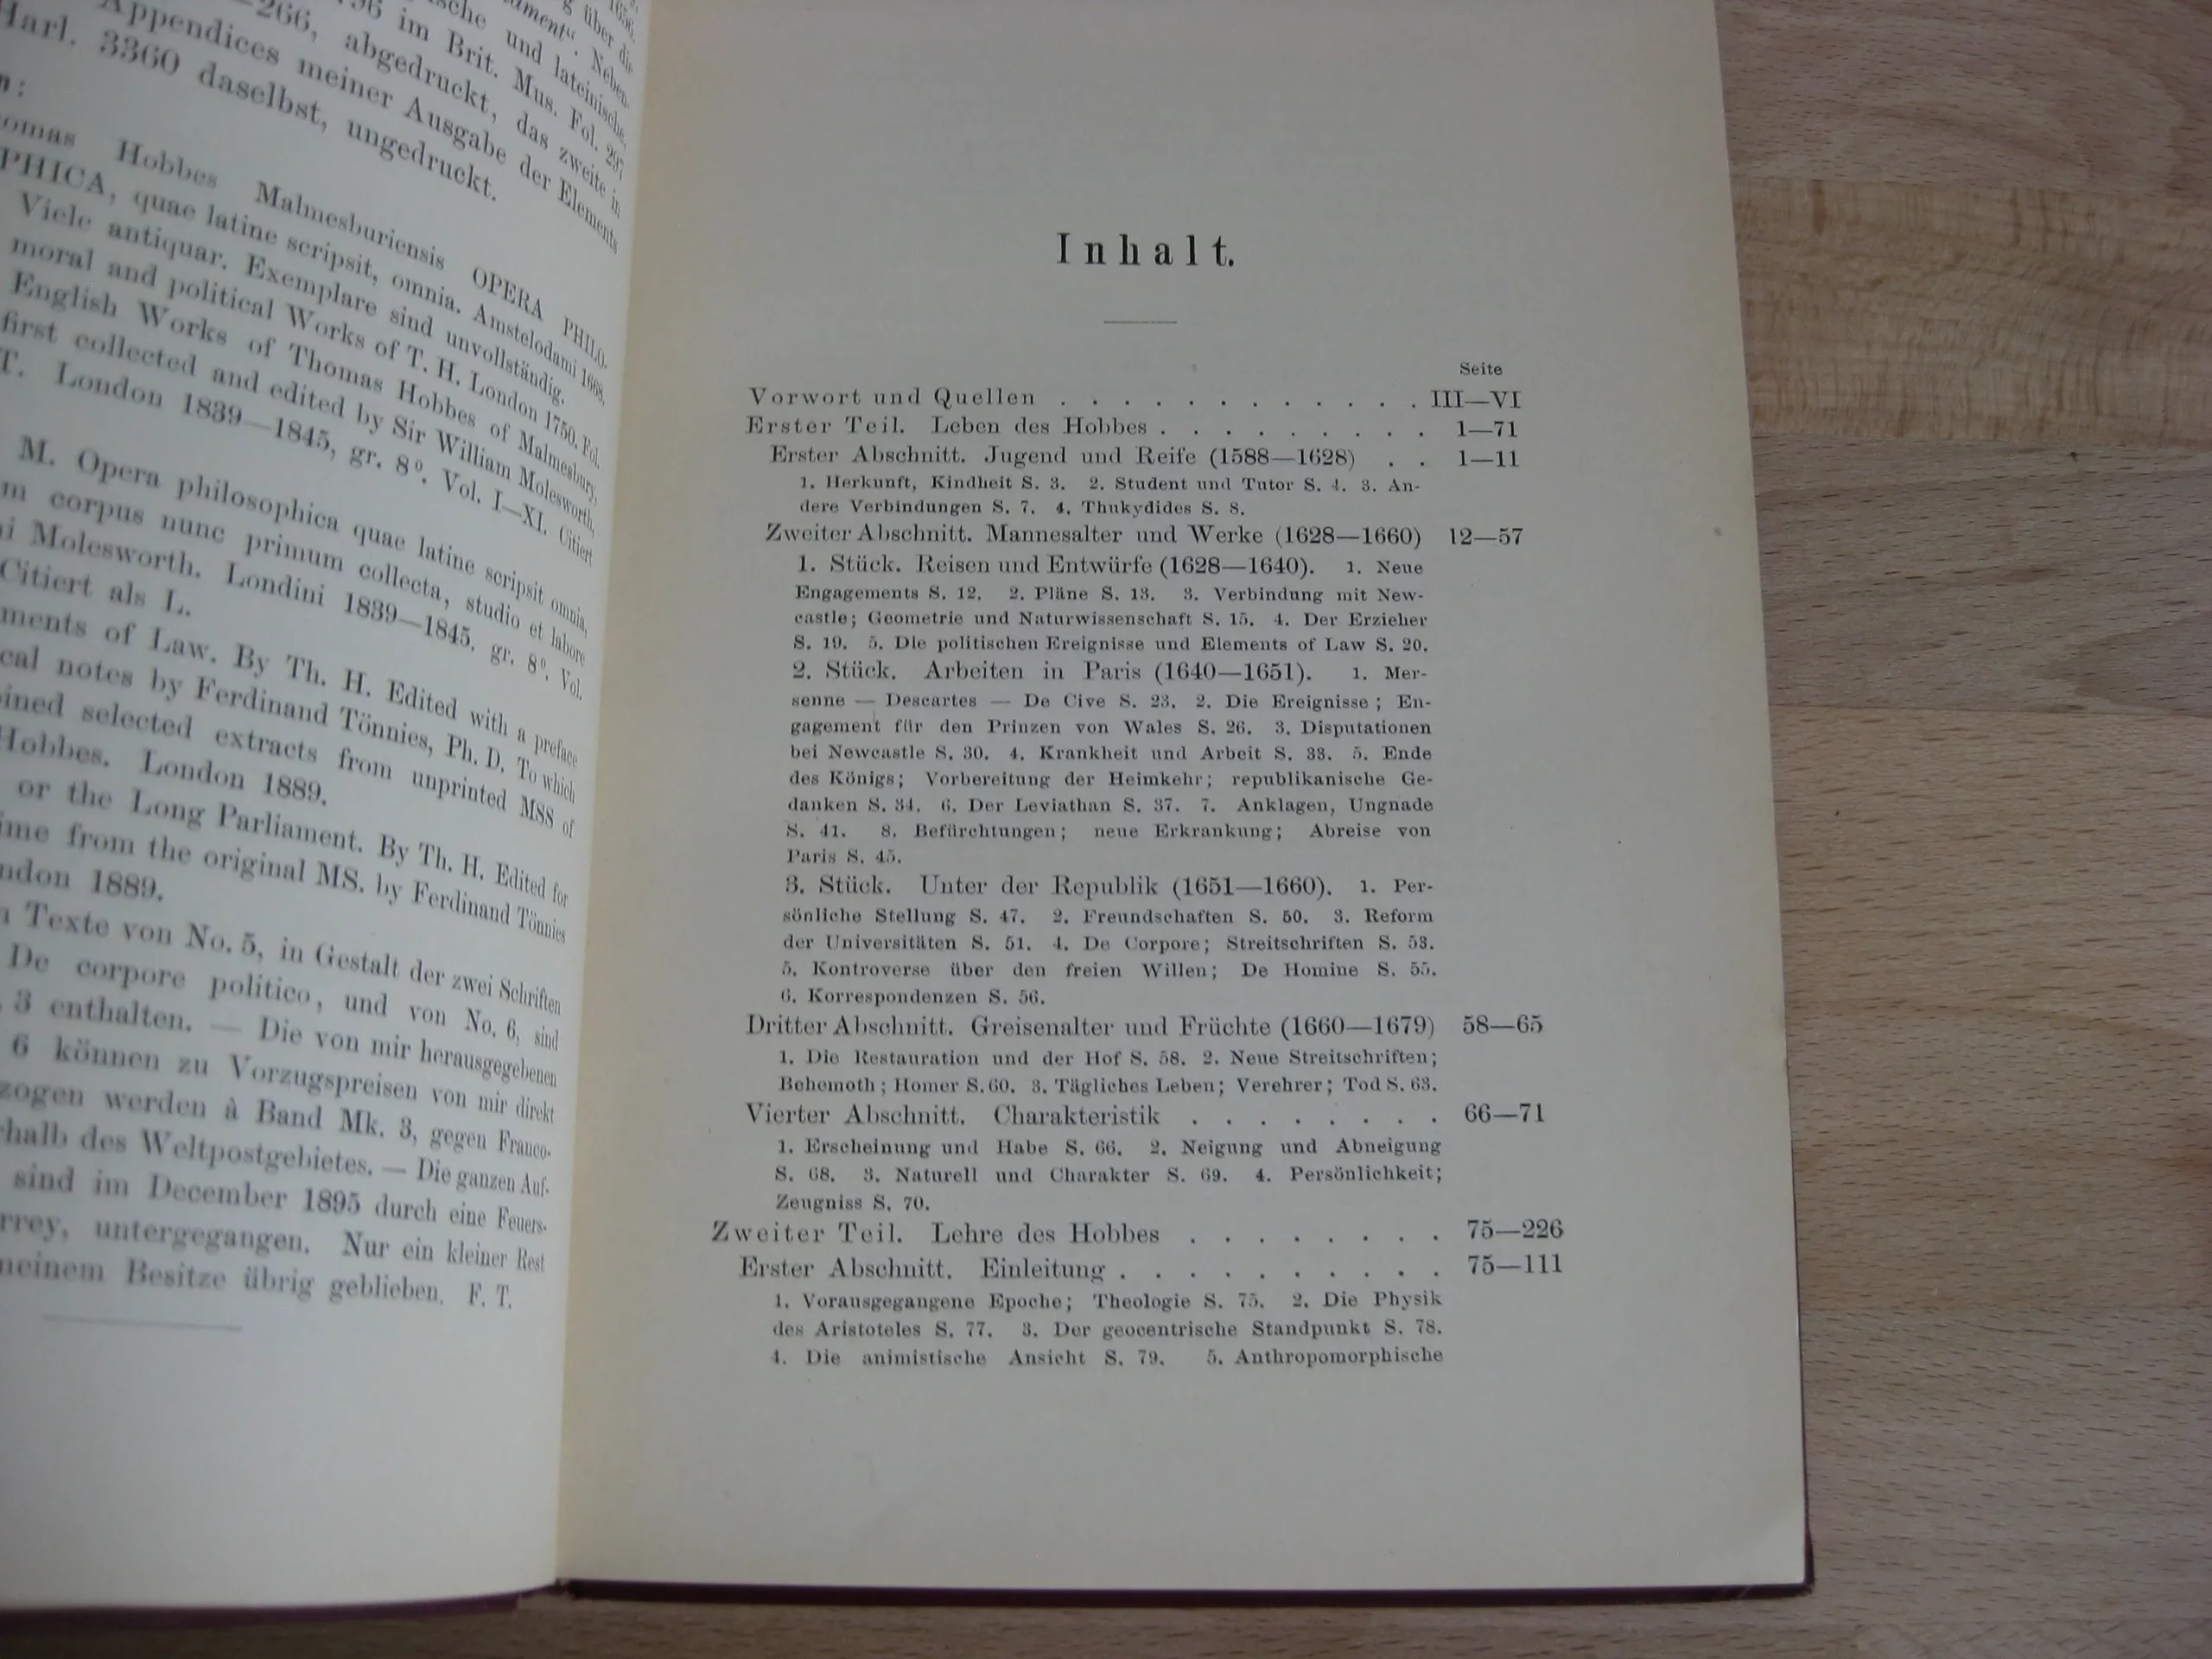 266, abgedruckt, das zweite in
Appendices meiner Ausgabe der Elements
Harl. 3360 daselbst, ungedruckt.
Hobbes Malmesburiensis OPERA PHILO-
PHICA, quae latine scripsit, omnia. Amstelodami 1668.
Viele antiquar. Exemplare sind unvollständig.
moral and political Works of T. H. London 1750. Fol.
English Works of Thomas Hobbes of Malmesbury,
first collected and edited by Sir William Molesworth,
T. London 1839—1845, gr. 8⁰. Vol. I—XI. Citiert
M. Opera philosophica quae latine scripsit omnia,
corpus nunc primum collecta, studio et labore
Molesworth. Londini 1839—1845. gr. 8⁰. Vol.
Citiert als L.
ments of Law. By Th. H. Edited with a preface
cal notes by Ferdinand Tönnies, Ph. D. To which
ined selected extracts from unprinted MSS of
Hobbes. London 1889.
or the Long Parliament. By Th. H. Edited for
ime from the original MS. by Ferdinand Tönnies
ndon 1889.
Texte von No. 5, in Gestalt der zwei Schriften
De corpore politico, und von No. 6, sind
3 enthalten. — Die von mir herausgegebenen
6 können zu Vorzugspreisen von mir direkt
zogen werden à Band Mk. 3, gegen Franco-
halb des Weltpostgebietes. — Die ganzen Auf-
sind im December 1895 durch eine Feuers-
rrey, untergegangen. Nur ein kleiner Rest
meinem Besitze übrig geblieben. F. T.
Inhalt.
Seite
Vorwort und Quellen . . . . . . . . . . . . . III—VI
Erster Teil. Leben des Hobbes . . . . . . . . . 1—71
Erster Abschnitt. Jugend und Reife (1588—1628) . . 1—11
1. Herkunft, Kindheit S. 3. 2. Student und Tutor S. 4. 3. An-
dere Verbindungen S. 7. 4. Thukydides S. 8.
Zweiter Abschnitt. Mannesalter und Werke (1628—1660) 12—57
1. Stück. Reisen und Entwürfe (1628—1640). 1. Neue
Engagements S. 12. 2. Pläne S. 13. 3. Verbindung mit New-
castle; Geometrie und Naturwissenschaft S. 15. 4. Der Erzieher
S. 19. 5. Die politischen Ereignisse und Elements of Law S. 20.
2. Stück. Arbeiten in Paris (1640—1651). 1. Mer-
senne — Descartes — De Cive S. 23. 2. Die Ereignisse; En-
gagement für den Prinzen von Wales S. 26. 3. Disputationen
bei Newcastle S. 30. 4. Krankheit und Arbeit S. 33. 5. Ende
des Königs; Vorbereitung der Heimkehr; republikanische Ge-
danken S. 34. 6. Der Leviathan S. 37. 7. Anklagen, Ungnade
S. 41. 8. Befürchtungen; neue Erkrankung; Abreise von
Paris S. 45.
3. Stück. Unter der Republik (1651—1660). 1. Per-
sönliche Stellung S. 47. 2. Freundschaften S. 50. 3. Reform
der Universitäten S. 51. 4. De Corpore; Streitschriften S. 53.
5. Kontroverse über den freien Willen; De Homine S. 55.
6. Korrespondenzen S. 56.
Dritter Abschnitt. Greisenalter und Früchte (1660—1679) 58—65
1. Die Restauration und der Hof S. 58. 2. Neue Streitschriften;
Behemoth; Homer S. 60. 3. Tägliches Leben; Verehrer; Tod S. 63.
Vierter Abschnitt. Charakteristik . . . . . . . . 66—71
1. Erscheinung und Habe S. 66. 2. Neigung und Abneigung
S. 68. 3. Naturell und Charakter S. 69. 4. Persönlichkeit;
Zeugniss S. 70.
Zweiter Teil. Lehre des Hobbes . . . . . . . . 75—226
Erster Abschnitt. Einleitung . . . . . . . . . . 75—111
1. Vorausgegangene Epoche; Theologie S. 75. 2. Die Physik
des Aristoteles S. 77. 3. Der geocentrische Standpunkt S. 78.
4. Die animistische Ansicht S. 79. 5. Anthropomorphische